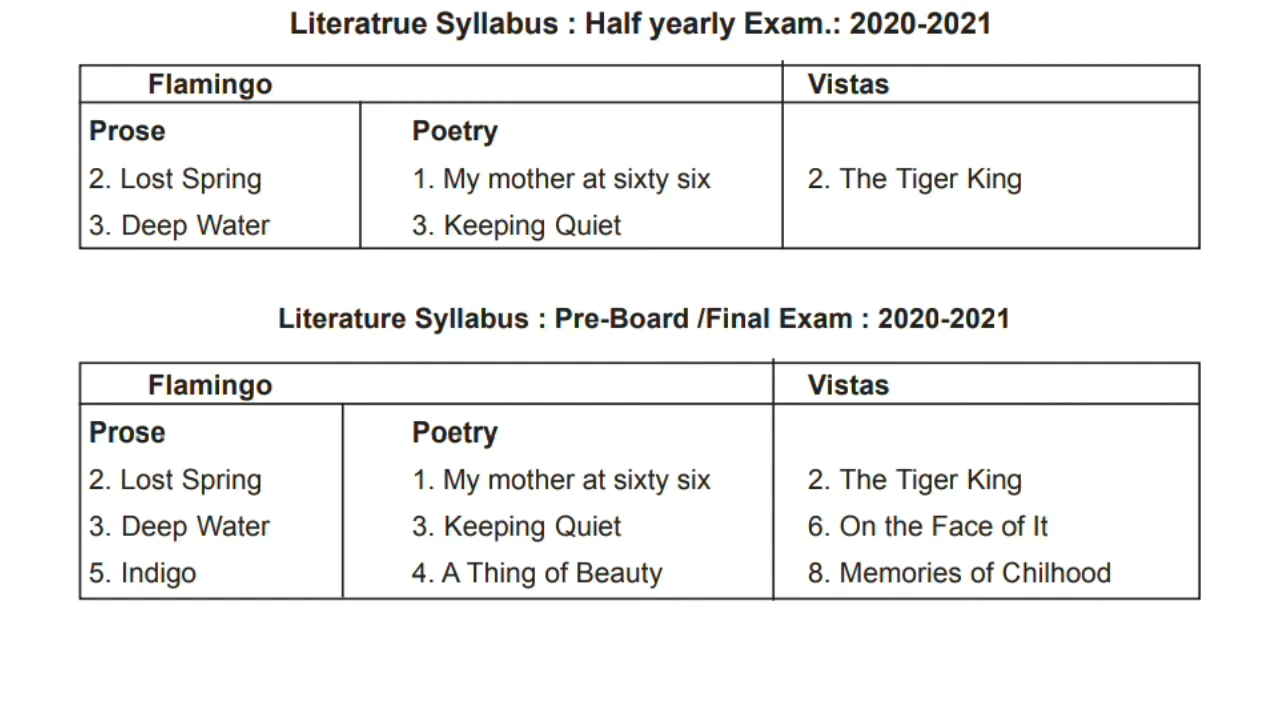 Literatrue Syllabus : Half yearly Exam.: 2020-2021
Flamingo Vistas
Prose Poetry
2. Lost Spring 1. My mother at sixty six 2. The Tiger King
3. Deep Water 3. Keeping Quiet
Literature Syllabus : Pre-Board /Final Exam : 2020-2021
Flamingo Vistas
Prose Poetry
2. Lost Spring 1. My mother at sixty six 2. The Tiger King
3. Deep Water 3. Keeping Quiet 6. On the Face of It
5. Indigo 4. A Thing of Beauty 8. Memories of Chilhood